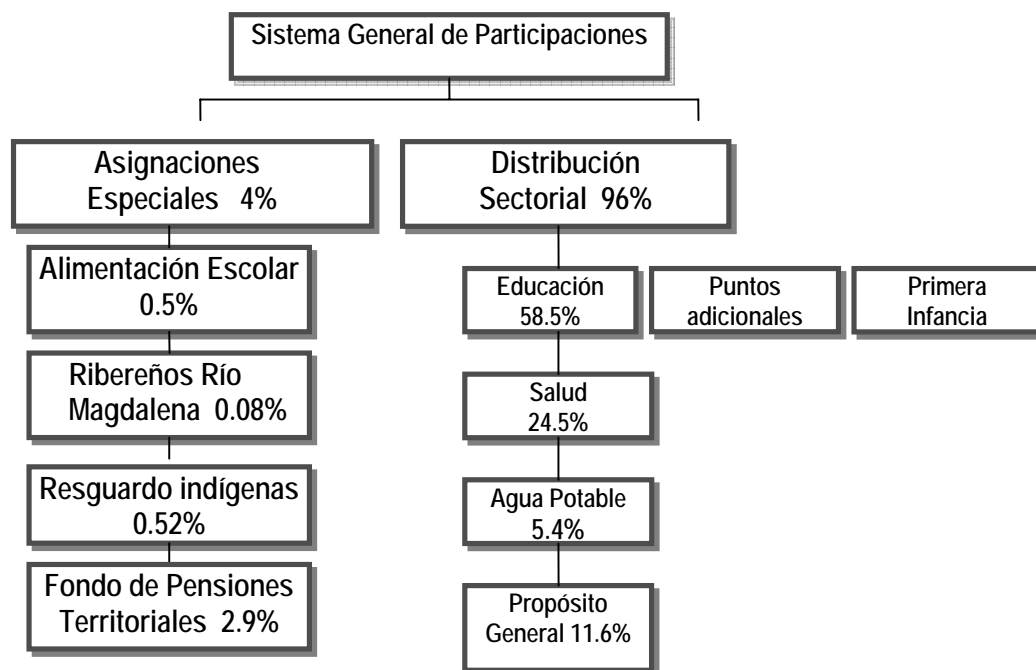 Sistema General de Participaciones
Asignaciones
Especiales 4%
Distribución
Sectorial 96%
Alimentación Escolar
0.5%
Ribereños Río
Magdalena 0.08%
Resguardo indígenas
0.52%
Fondo de Pensiones
Territoriales 2.9%
Educación
58.5%
Puntos
adicionales
Primera
Infancia
Salud
24.5%
Agua Potable
5.4%
Propósito
General 11.6%